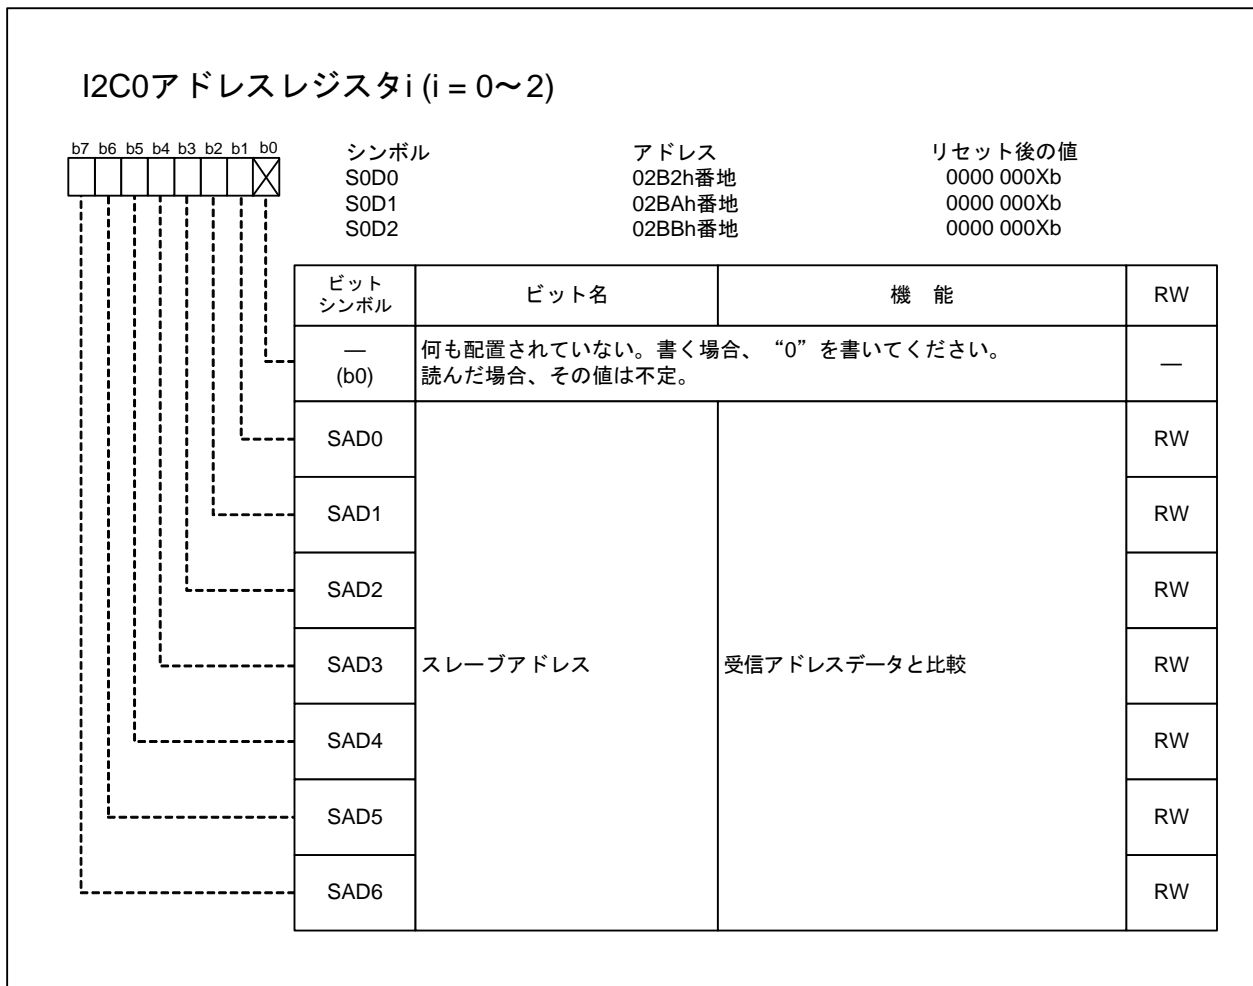 I2C0アドレスレジスタi (i = 0～2)
b7 b6 b5 b4 b3 b2 b1 b0
シンボル アドレス リセット後の値
S0D0 02B2h番地 0000 000Xb
S0D1 02BAh番地 0000 000Xb
S0D2 02BBh番地 0000 000Xb
ビット
シンボル ビット名 機　能 RW
— 何も配置されていない。書く場合、“0”を書いてください。
(b0) 読んだ場合、その値は不定。 —
SAD0 RW
SAD1 RW
SAD2 RW
SAD3 スレーブアドレス 受信アドレスデータと比較 RW
SAD4 RW
SAD5 RW
SAD6 RW